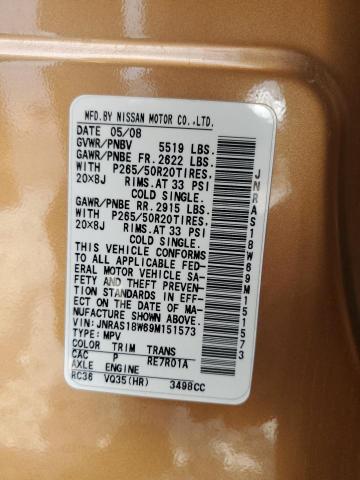 MFD.BY NISSAN MOTOR CO.,LTD.
DATE 05/08
GVWR/PNBV 5519 LBS.
GAWR/PNBE FR.2622 LBS.
WITH P265/50R20TIRES,
20×8J RIMS.AT 33 PSI
COLD SINGLE.
GAWR/PNBE RR.2915 LBS.
WITH P265/50R20TIRES,
20×8J RIMS.AT 33 PSI
COLD SINGLE.
THIS VEHICLE CONFORMS
TO ALL APPLICABLE FED-
ERAL MOTOR VEHICLE SA-
FETY AND THEFT PREVEN-
TION STANDARDS IN EFF-
ECT ON THE DATE OF MA-
NUFACTURE SHOWN ABOVE.
VIN: JNRAS18W69M151573
TYPE: MPV
COLOR TRIM TRANS
CAC P RE7R01A
AXLE ENGINE
RC36 VQ35(HR) 3498CC
JNRAS18W69M151573